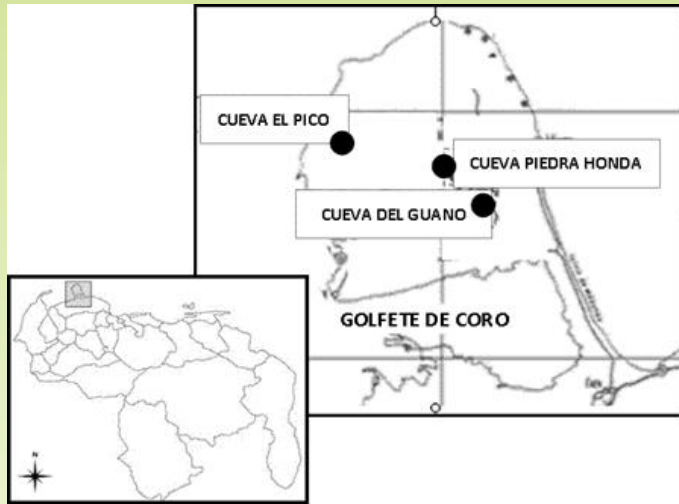 CUEVA EL PICO
CUEVA PIEDRA HONDA
CUEVA DEL GUANO
GOLFETE DE CORO
N